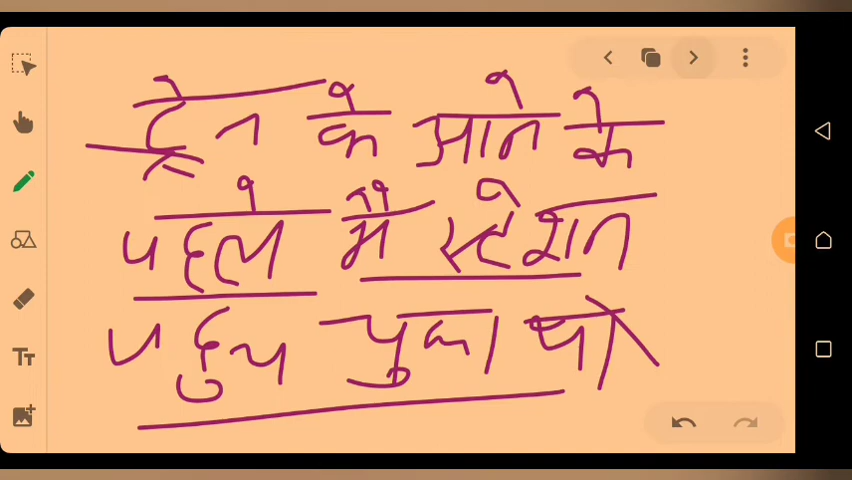 ट्रेन के आने के
पहले मैं स्टेशन
पहुच चुका था